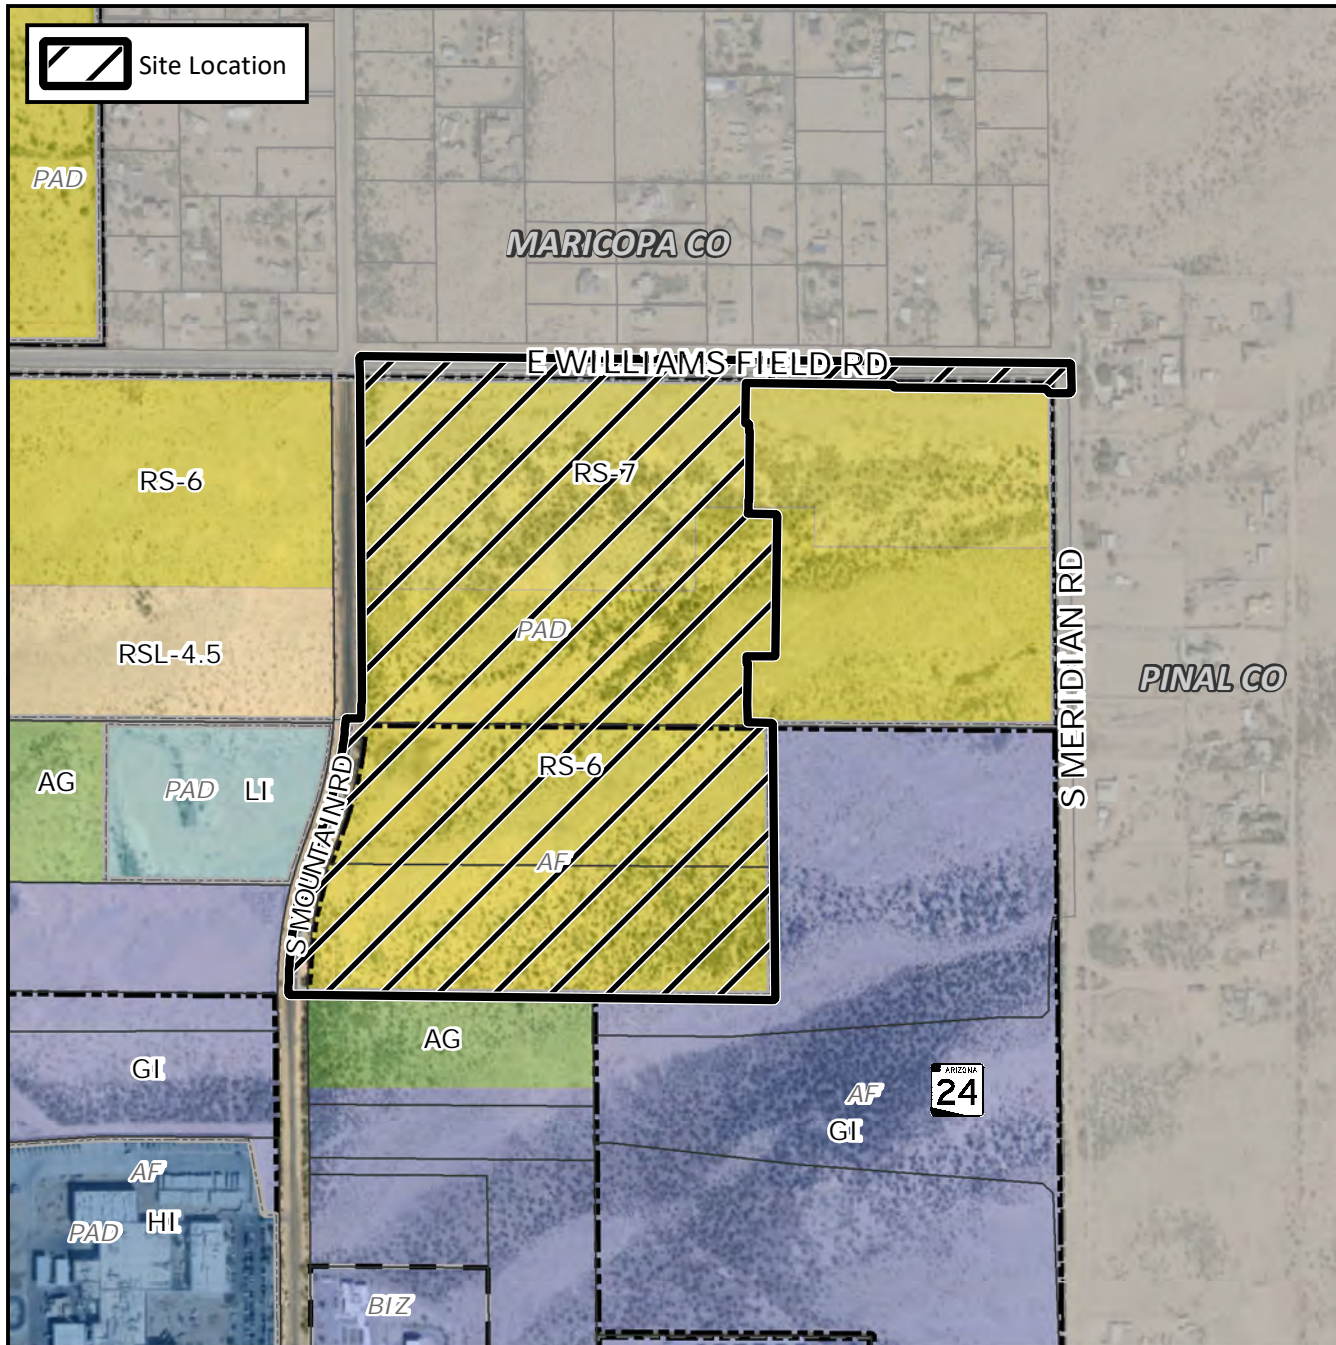 Site Location
PAD
MARICOPA CO
E WILLIAMS FIELD RD
RS-6
RS-7
PAD
RSL-4.5
S MERIDIAN RD
PINAL CO
AG
PAD
LI
S MOUNTAIN RD
RS-6
AF
AG
GI
ARIZONA
24
AF
GI
AF
PAD
HI
BIZ